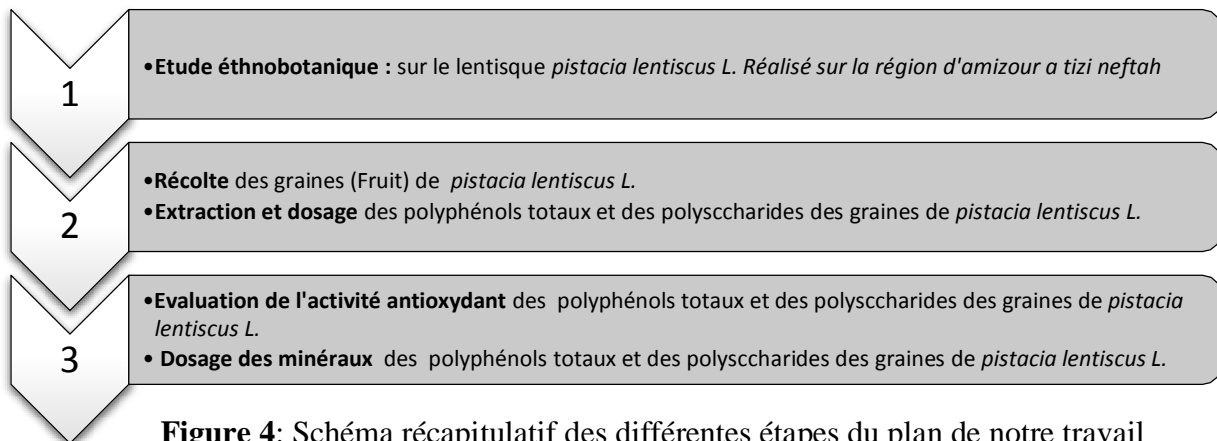 1
•Etude éthnobotanique : sur le lentisque pistacia lentiscus L. Réalisé sur la région d'amizour a tizi neftah
2
•Récolte des graines (Fruit) de pistacia lentiscus L.
•Extraction et dosage des polyphénols totaux et des polysccharides des graines de pistacia lentiscus L.
3
•Evaluation de l'activité antioxydant des polyphénols totaux et des polysccharides des graines de pistacia
lentiscus L.
• Dosage des minéraux des polyphénols totaux et des polysccharides des graines de pistacia lentiscus L.
Figure 4: Schéma récapitulatif des différentes étapes du plan de notre travail